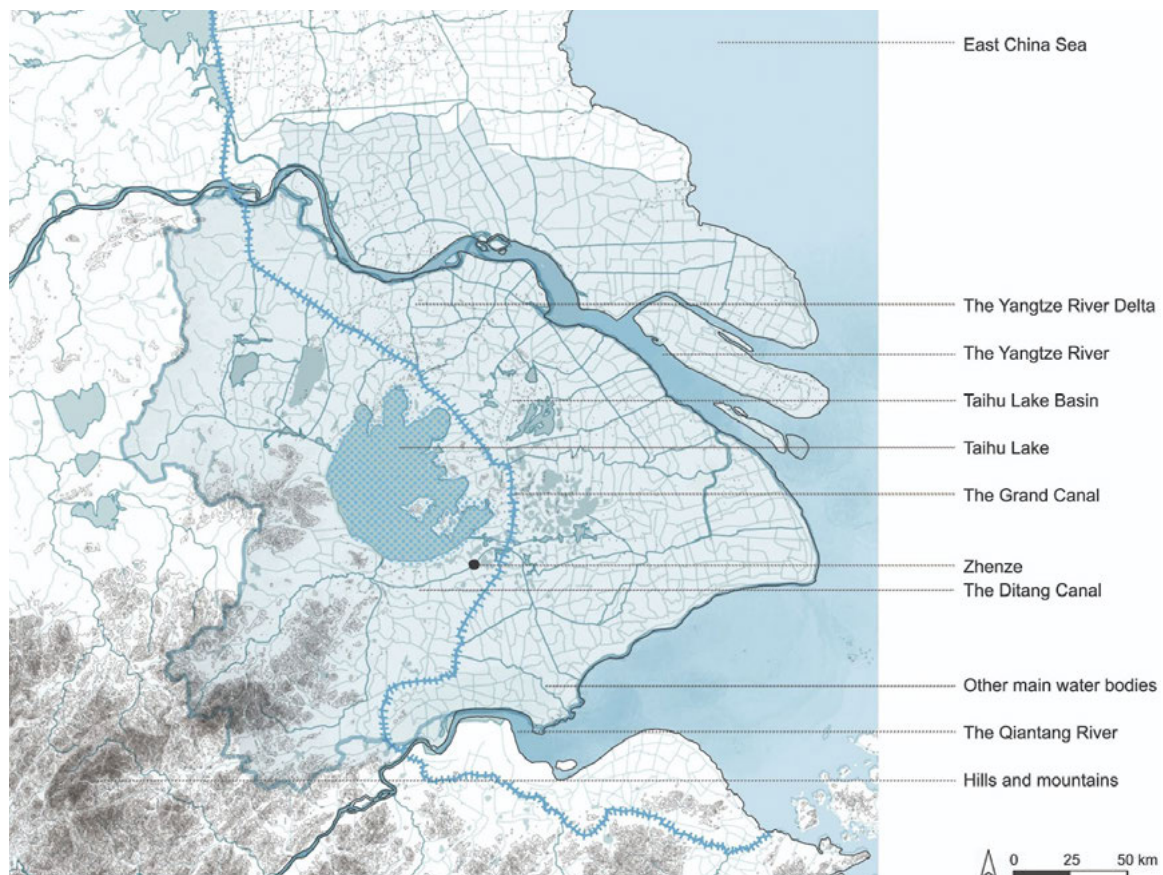 East China Sea
The Yangtze River Delta
The Yangtze River
Taihu Lake Basin
Taihu Lake
The Grand Canal
Zhenze
The Ditang Canal
Other main water bodies
The Qiantang River
Hills and mountains
0 25 50 km